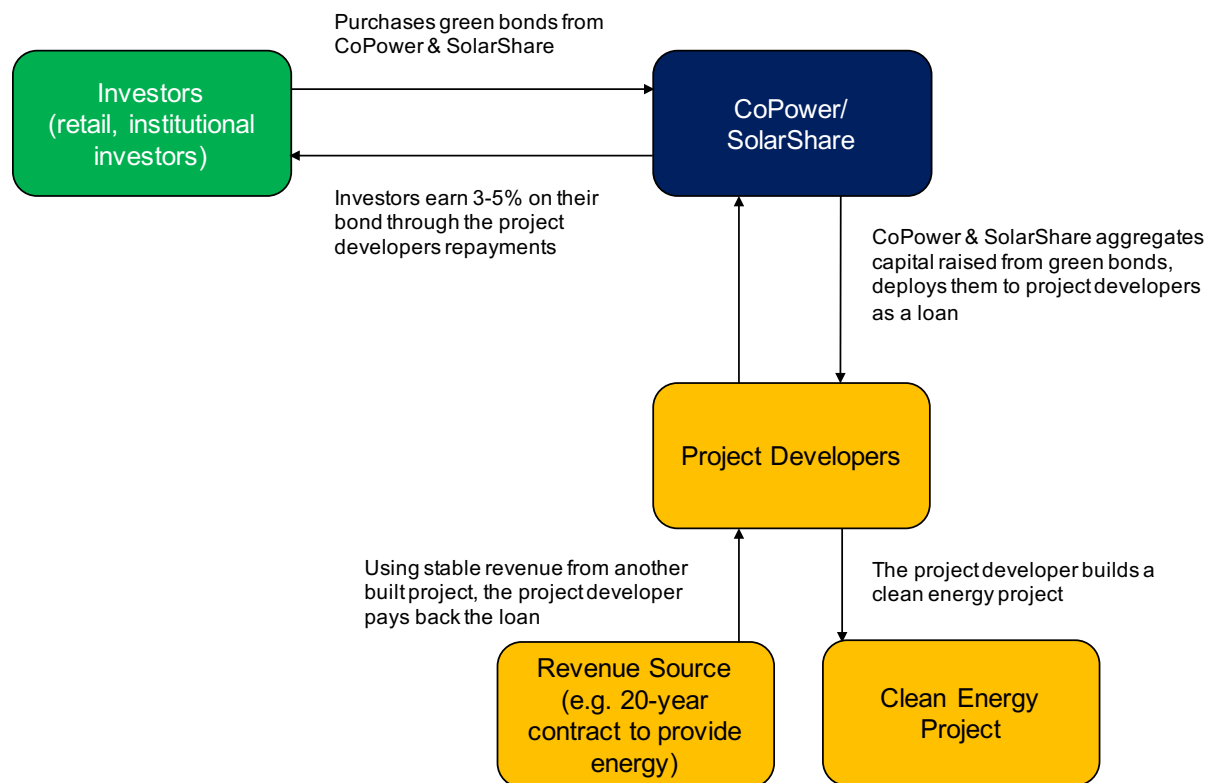 Purchases green bonds from
CoPower & SolarShare
Investors
(retail, institutional
investors)
CoPower/
SolarShare
Investors earn 3-5% on their
bond through the project
developers repayments
CoPower & SolarShare aggregates
capital raised from green bonds,
deploys them to project developers
as a loan
Project Developers
Using stable revenue from another
built project, the project developer
pays back the loan
The project developer builds a
clean energy project
Revenue Source
(e.g. 20-year
contract to provide
energy)
Clean Energy
Project